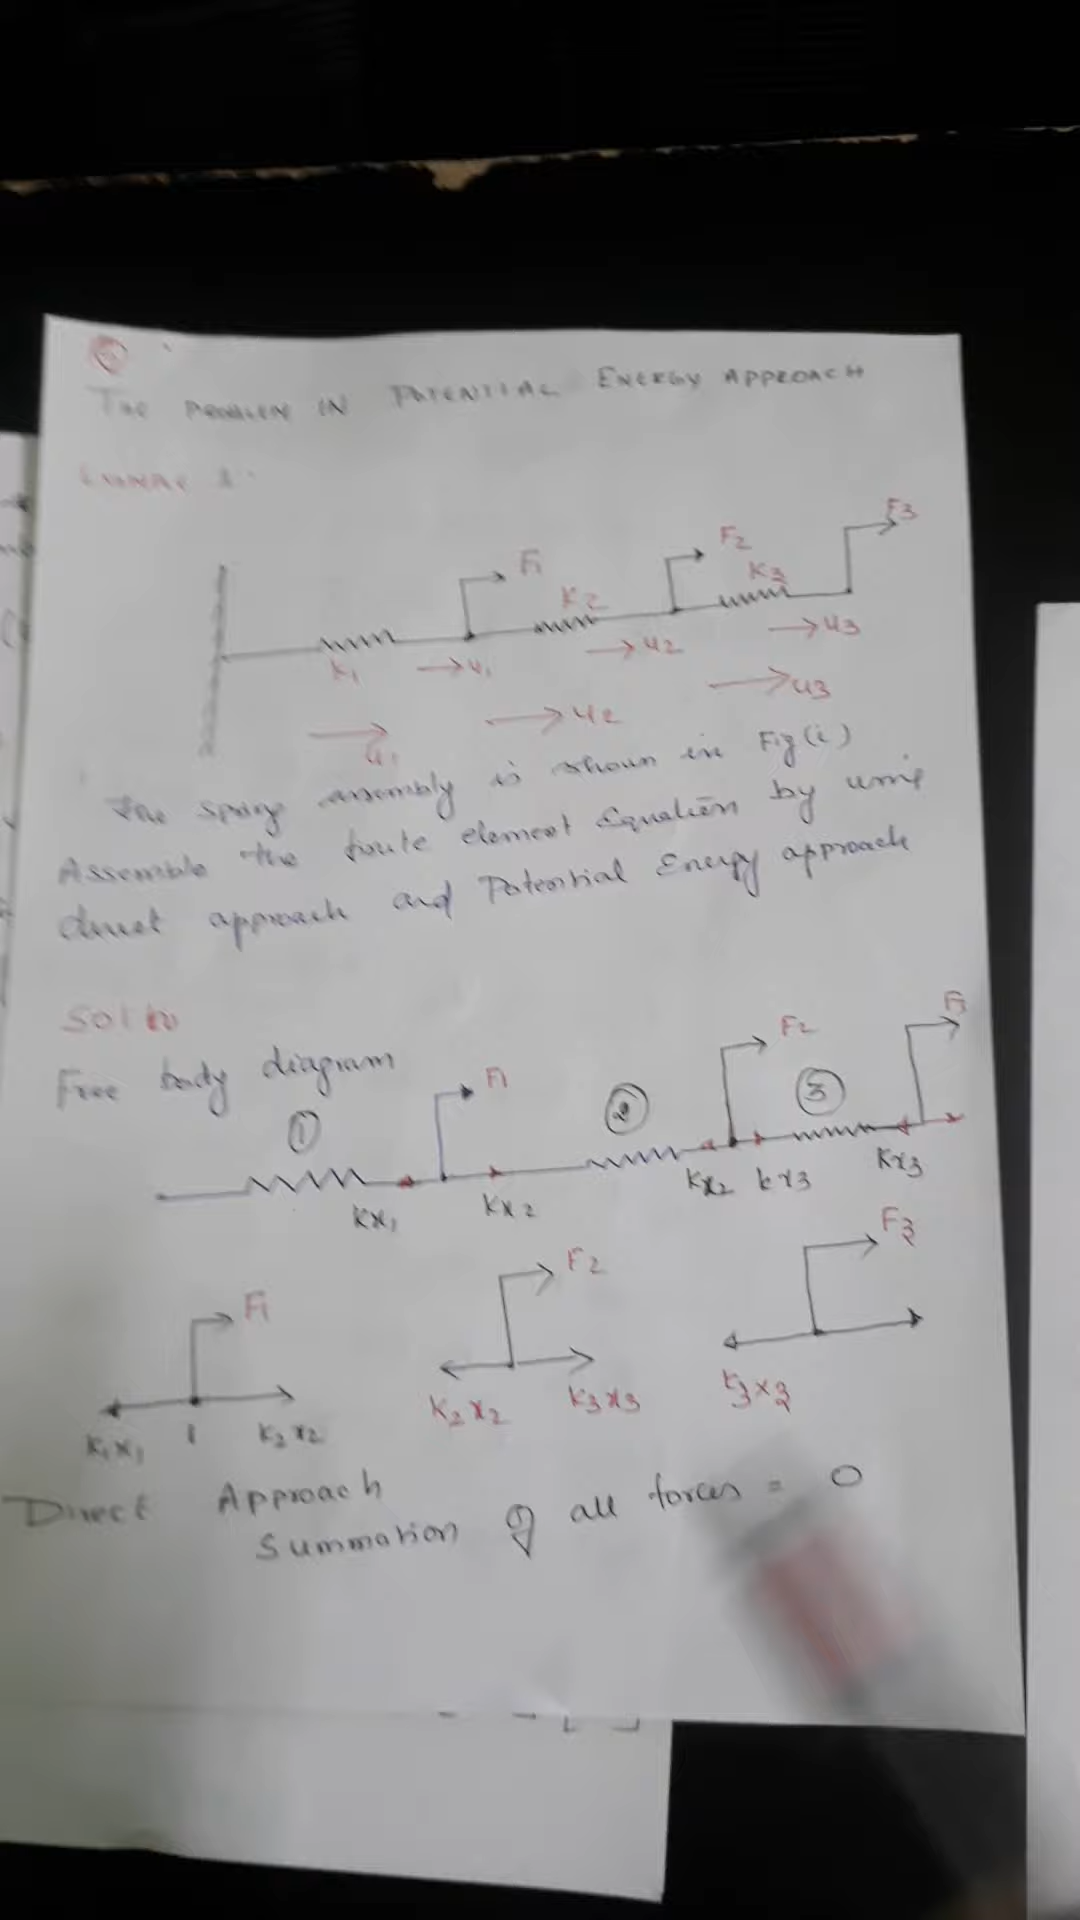 THE PROBLEM IN POTENTIAL ENERGY APPROACH
F1
F2
F3
K1
K2
K3
→u1
→u2
→u3
u1
→u2
→u3
The spring assembly is shown in Fig (i)
Assemble the finite element Equation by using
direct approach and Potential Energy approach
Soln
Free body diagram
F1
F2
F3
①
②
③
Kx1
Kx2
Kx2
kx3
Kx3
F1
F2
F3
K1x1
1
K2x2
K2x2
K3x3
k3x3
Direct Approach
Summation of all forces = 0